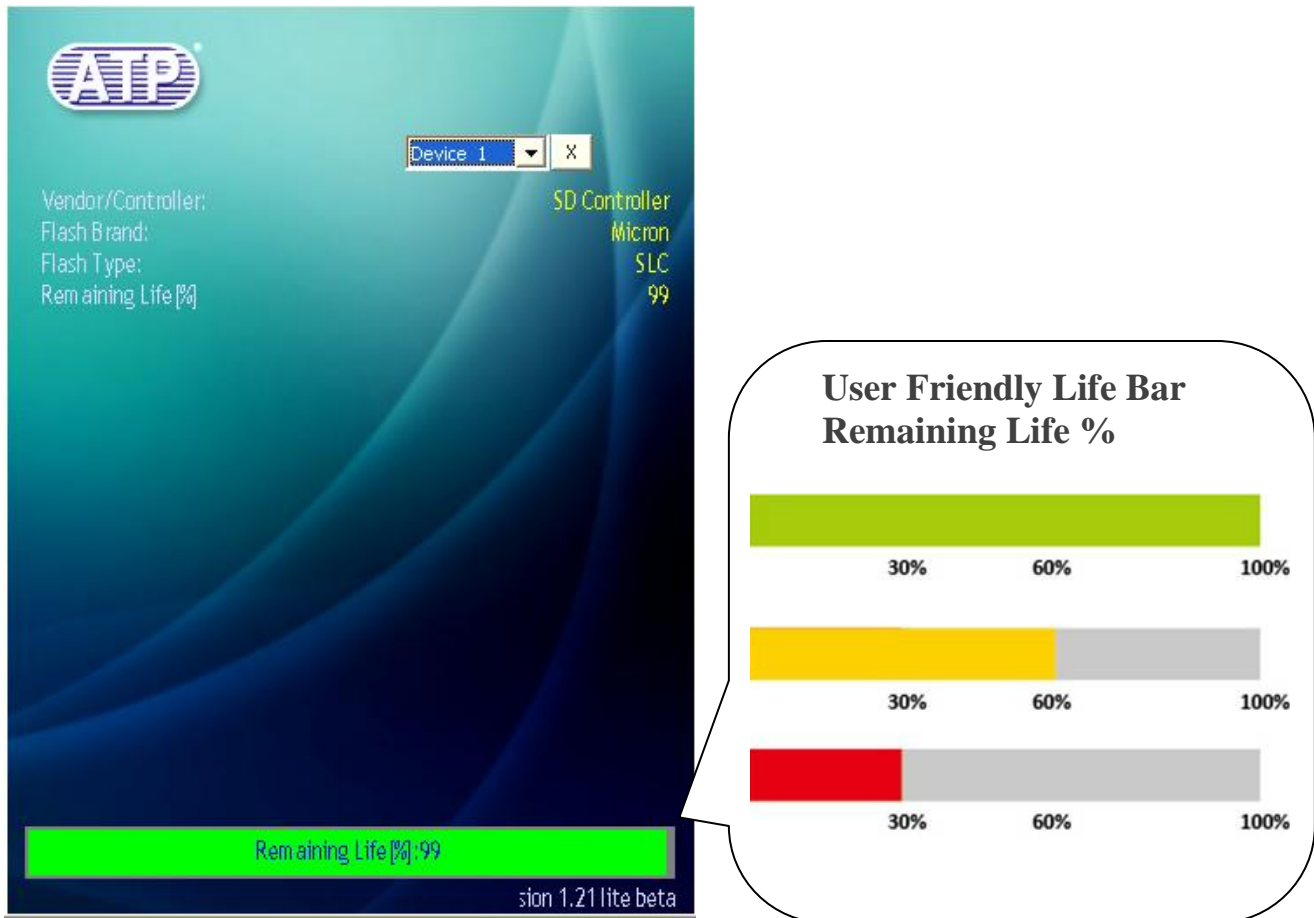 ATP
Device 1
X
Vendor/Controller: SD Controller
Flash Brand: Micron
Flash Type: SLC
Remaining Life [%] 99
Remaining Life [%]:99
sion 1.21 lite beta
User Friendly Life Bar
Remaining Life %
30% 60% 100%
30% 60% 100%
30% 60% 100%